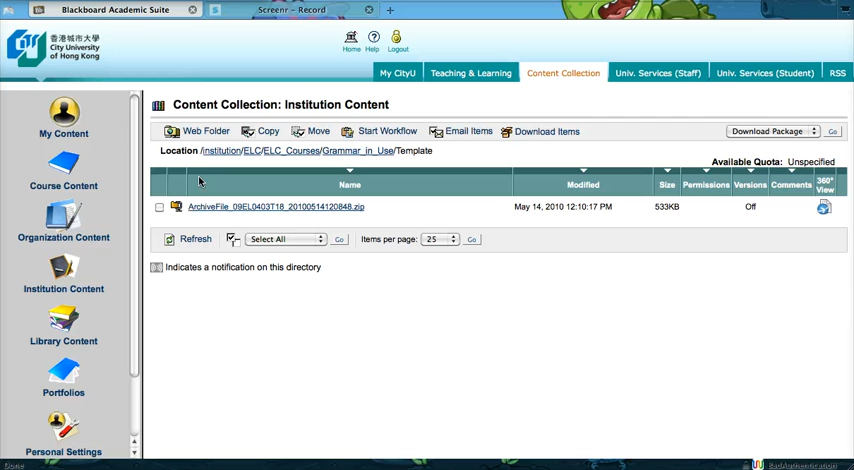 Blackboard Academic Suite
Screenr - Record
香港城市大學
City University
of Hong Kong
Home Help Logout
My CityU Teaching & Learning Content Collection Univ. Services (Staff) Univ. Services (Student) RSS
Content Collection: Institution Content
Web Folder Copy Move Start Workflow Email Items Download Items Download Package Go
Location /institution/ELC/ELC_Courses/Grammar_in_Use/Template
Available Quota: Unspecified
Name Modified Size Permissions Versions Comments 360° View
ArchiveFile_09EL0403T18_20100514120848.zip May 14, 2010 12:10:17 PM 533KB Off
Refresh Select All Go Items per page: 25 Go
Indicates a notification on this directory
My Content
Course Content
Organization Content
Institution Content
Library Content
Portfolios
Personal Settings
Done
BadAuthentication